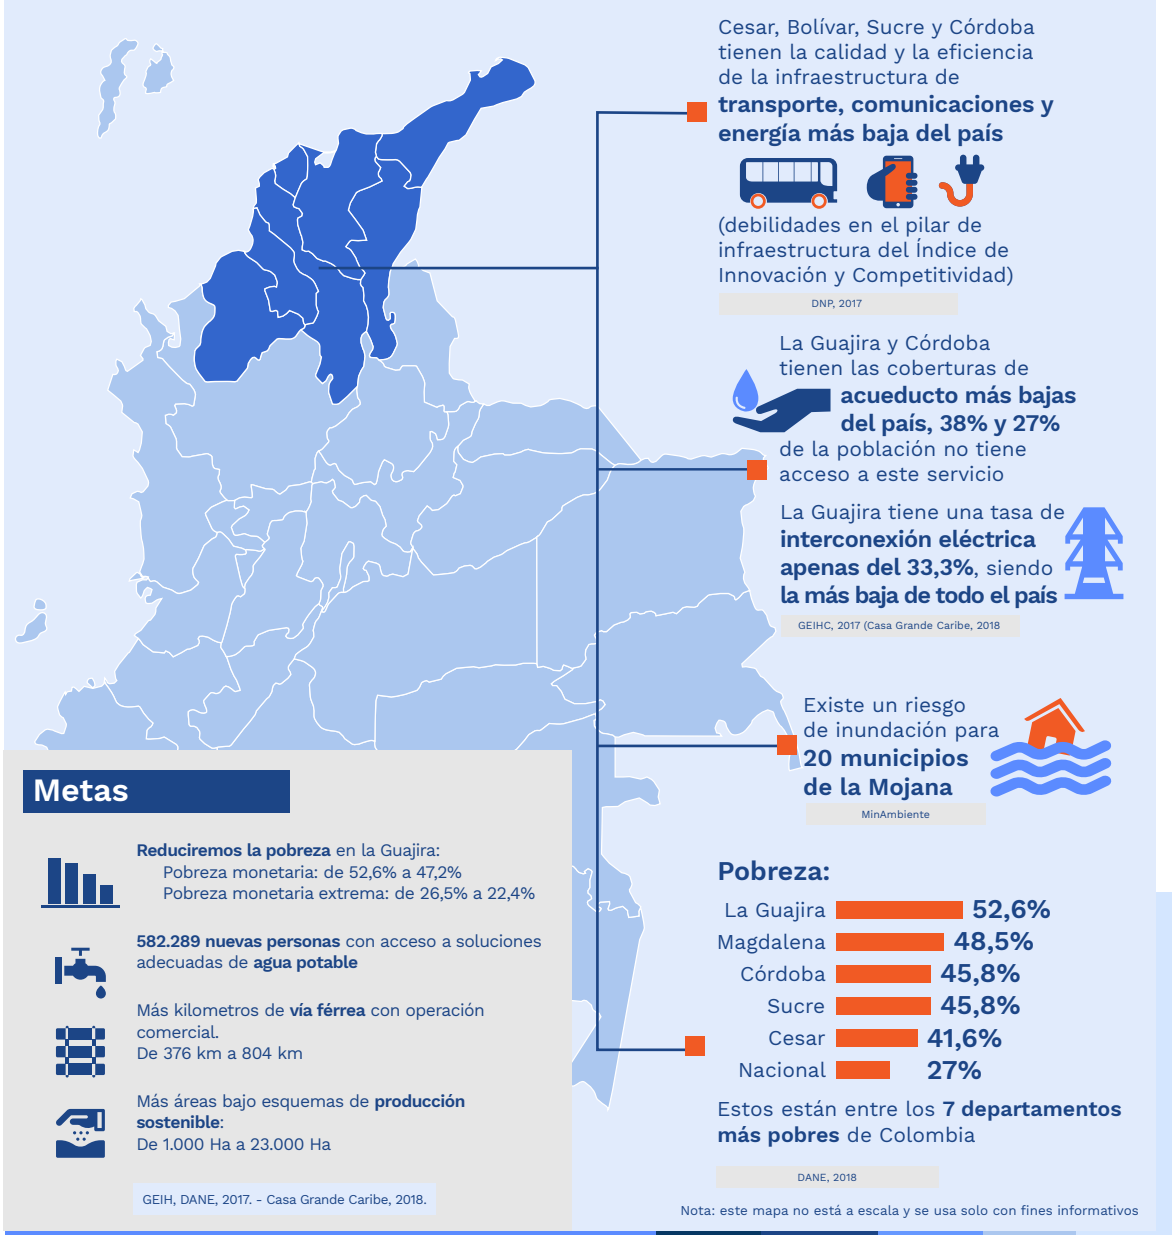 Cesar, Bolívar, Sucre y Córdoba
tienen la calidad y la eficiencia
de la infraestructura de
transporte, comunicaciones y
energía más baja del país
(debilidades en el pilar de
infraestructura del Índice de
Innovación y Competitividad)
DNP, 2017
La Guajira y Córdoba
tienen las coberturas de
acueducto más bajas
del país, 38% y 27%
de la población no tiene
acceso a este servicio
La Guajira tiene una tasa de
interconexión eléctrica
apenas del 33,3%, siendo
la más baja de todo el país
GEIHC, 2017 (Casa Grande Caribe, 2018
Existe un riesgo
de inundación para
20 municipios
de la Mojana
MinAmbiente
Metas
Reduciremos la pobreza en la Guajira:
Pobreza monetaria: de 52,6% a 47,2%
Pobreza monetaria extrema: de 26,5% a 22,4%
582.289 nuevas personas con acceso a soluciones
adecuadas de agua potable
Más kilometros de vía férrea con operación
comercial.
De 376 km a 804 km
Más áreas bajo esquemas de producción
sostenible:
De 1.000 Ha a 23.000 Ha
GEIH, DANE, 2017. - Casa Grande Caribe, 2018.
Pobreza:
La Guajira 52,6%
Magdalena 48,5%
Córdoba 45,8%
Sucre 45,8%
Cesar 41,6%
Nacional 27%
Estos están entre los 7 departamentos
más pobres de Colombia
DANE, 2018
Nota: este mapa no está a escala y se usa solo con fines informativos